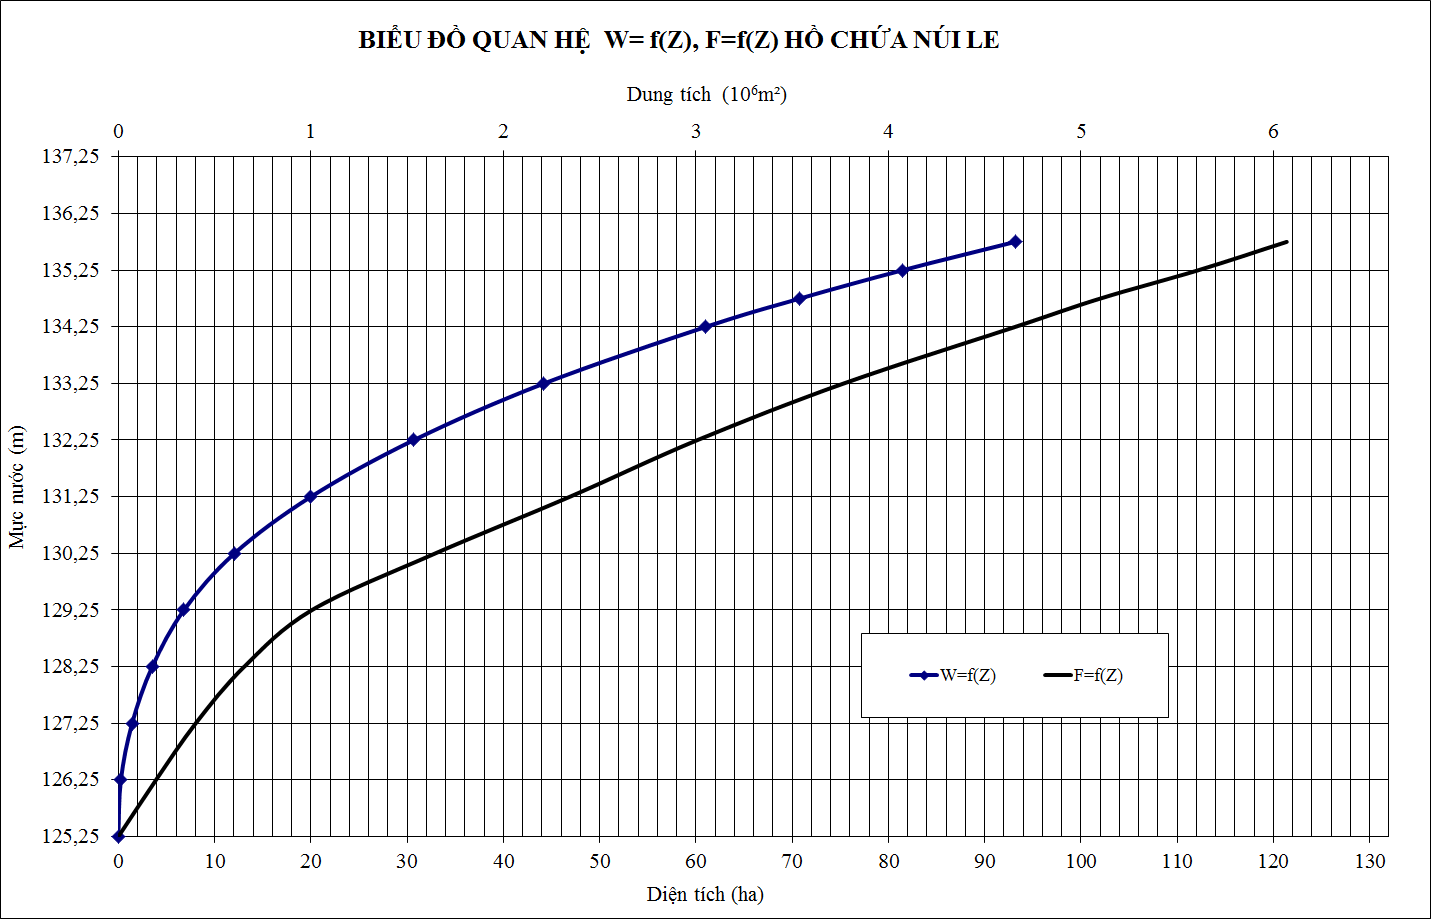 BIỂU ĐỒ QUAN HỆ W= f(Z), F=f(Z) HỒ CHỨA NÚI LE
Dung tích (10⁶m²)
0 1 2 3 4 5 6
137,25
136,25
135,25
134,25
133,25
132,25
131,25
130,25
129,25
128,25
127,25
126,25
125,25
Mực nước (m)
W=f(Z) F=f(Z)
0 10 20 30 40 50 60 70 80 90 100 110 120 130
Diện tích (ha)